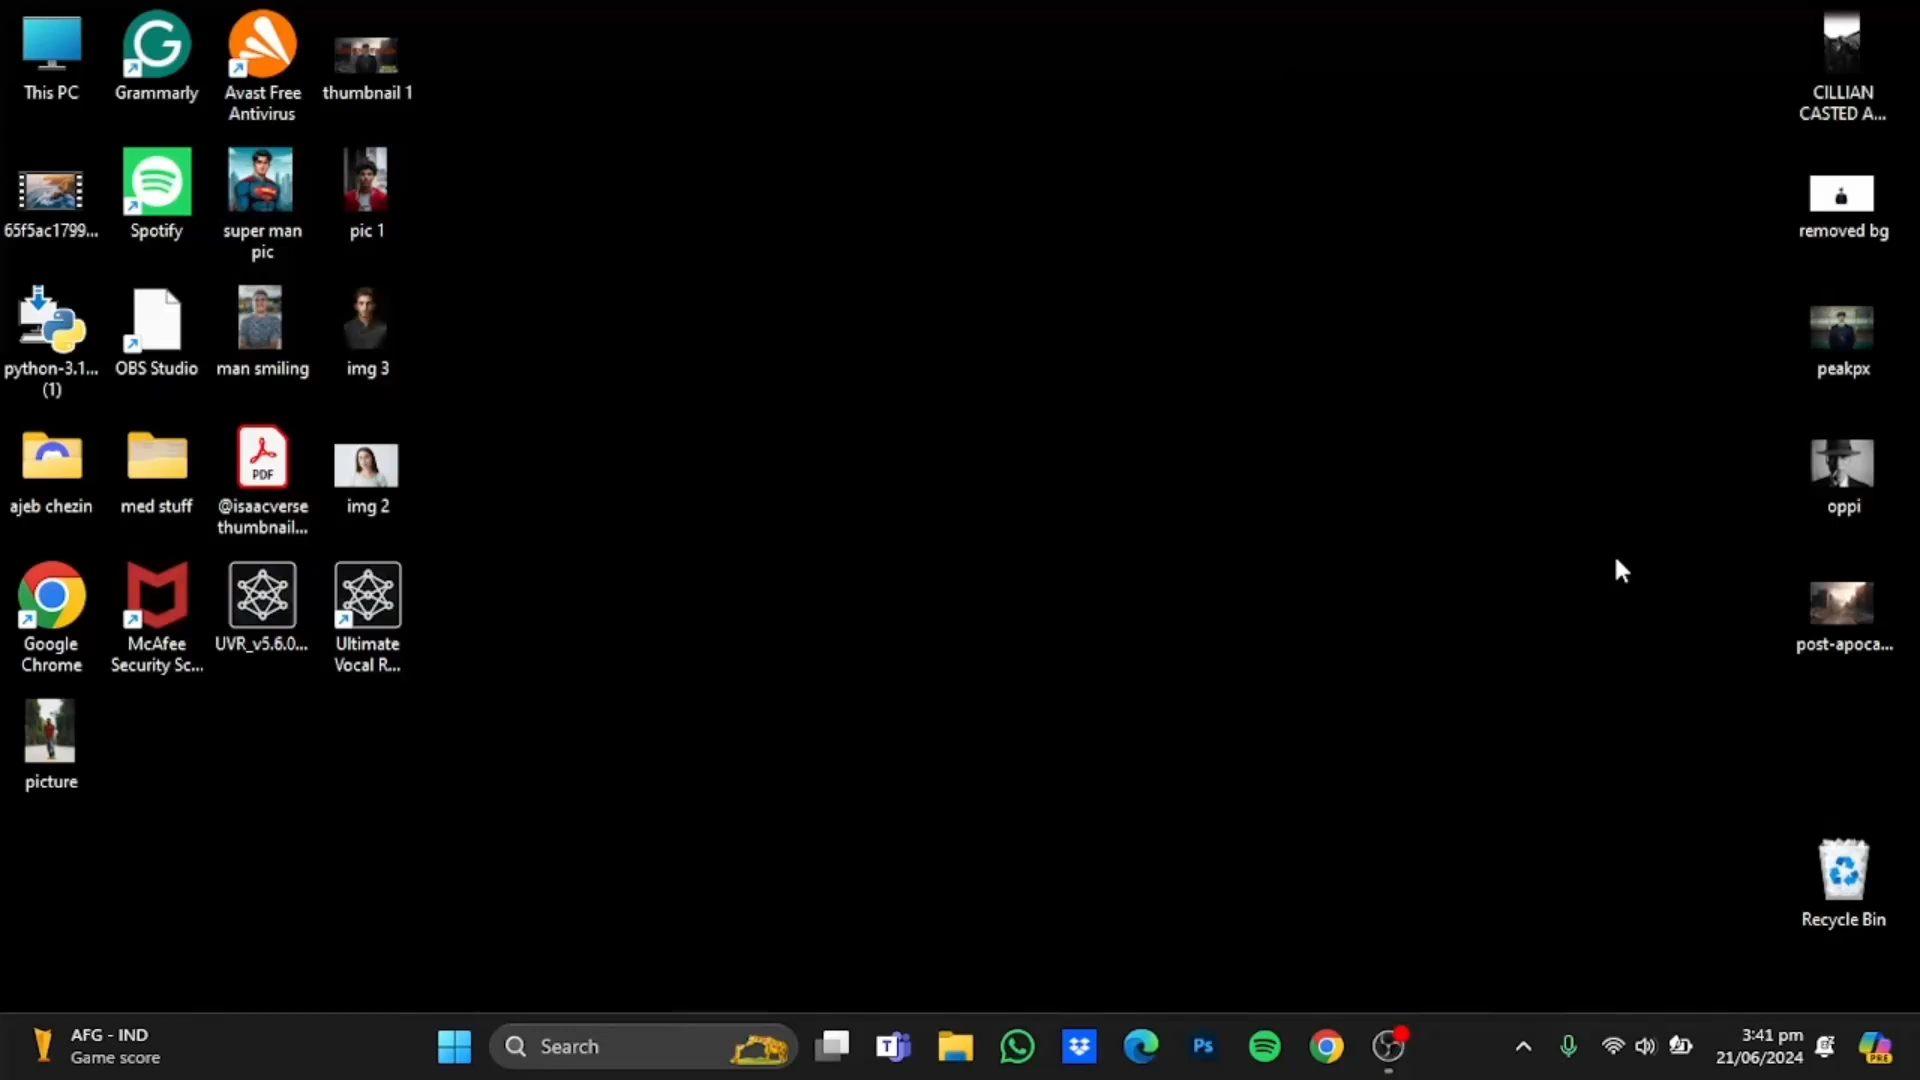 This PC
Grammarly
Avast Free
Antivirus
thumbnail 1
CILLIAN
CASTED A...
65f5ac1799...
Spotify
super man
pic
pic 1
removed bg
python-3.1...
(1)
OBS Studio
man smiling
img 3
peakpx
ajeb chezin
med stuff
PDF
@isaacverse
thumbnail...
img 2
oppi
Google
Chrome
McAfee
Security Sc...
UVR_v5.6.0...
Ultimate
Vocal R...
post-apoca...
picture
Recycle Bin
AFG - IND
Game score
Search
T
Ps
3:41 pm
21/06/2024
PRE